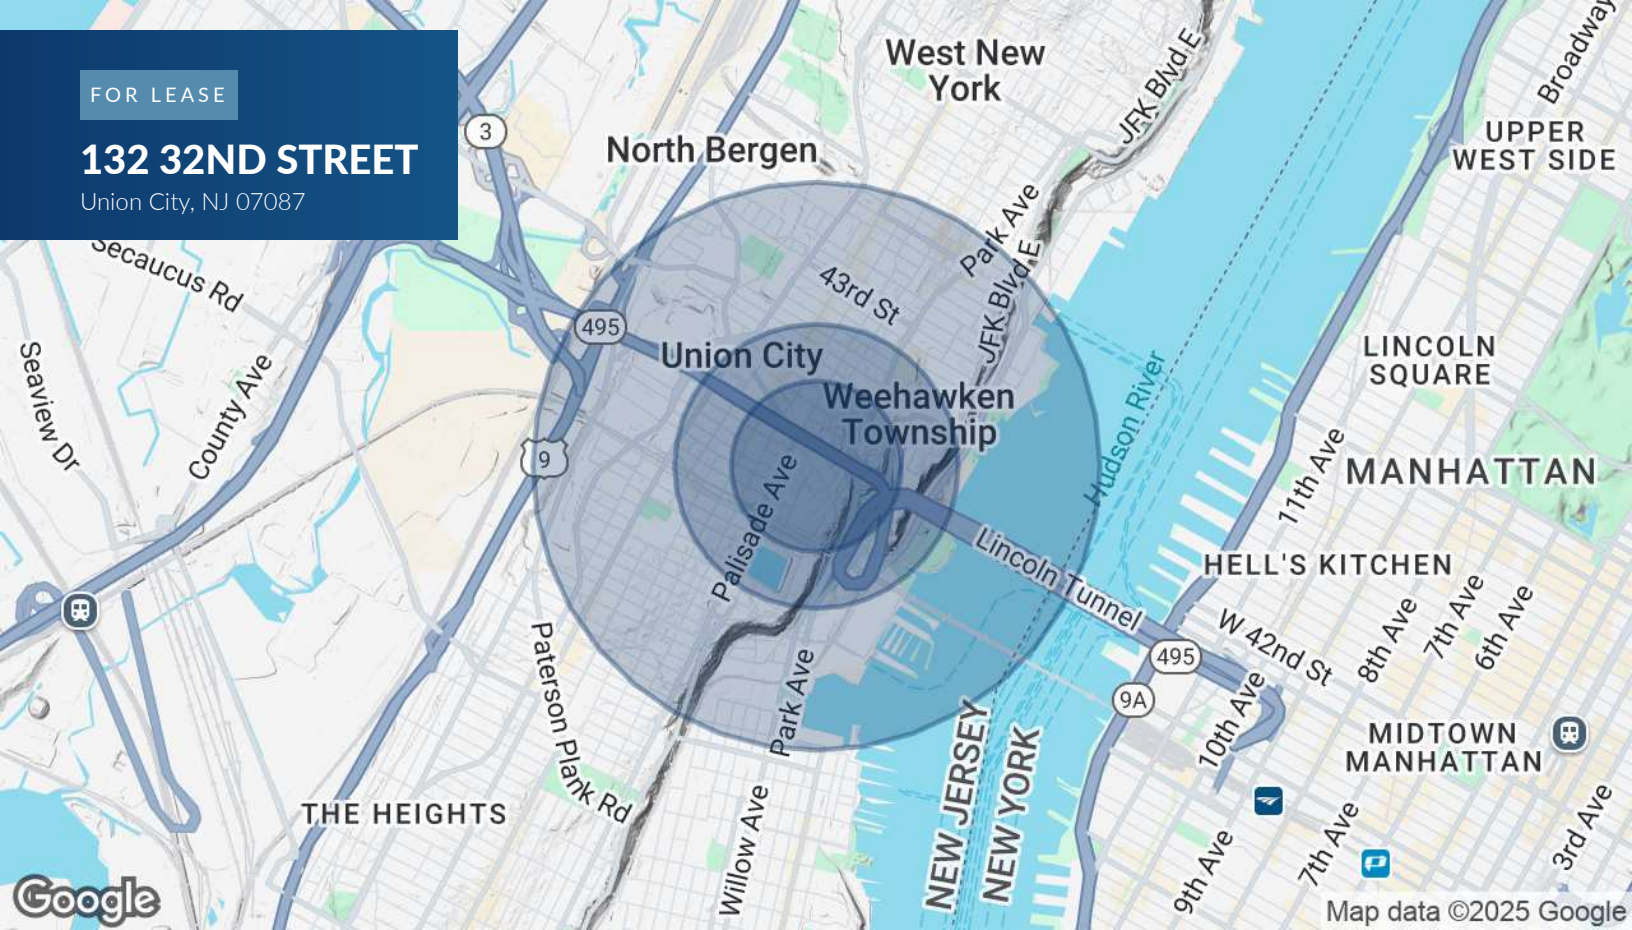 FOR LEASE
132 32ND STREET
Union City, NJ 07087
West New
York
JFK Blvd E
Broadway
3
UPPER
WEST SIDE
North Bergen
Park Ave
Secaucus Rd
43rd St
JFK Blvd E
495
Union City
Weehawken
Township
Hudson River
LINCOLN
SQUARE
Seaview Dr
County Ave
9
Palisade Ave
11th Ave
MANHATTAN
Lincoln Tunnel
HELL'S KITCHEN
W 42nd St
8th Ave
7th Ave
6th Ave
495
9A
10th Ave
Paterson Plank Rd
Park Ave
NEW JERSEY
NEW YORK
MIDTOWN
MANHATTAN
THE HEIGHTS
Willow Ave
9th Ave
7th Ave
3rd Ave
Google
Map data ©2025 Google